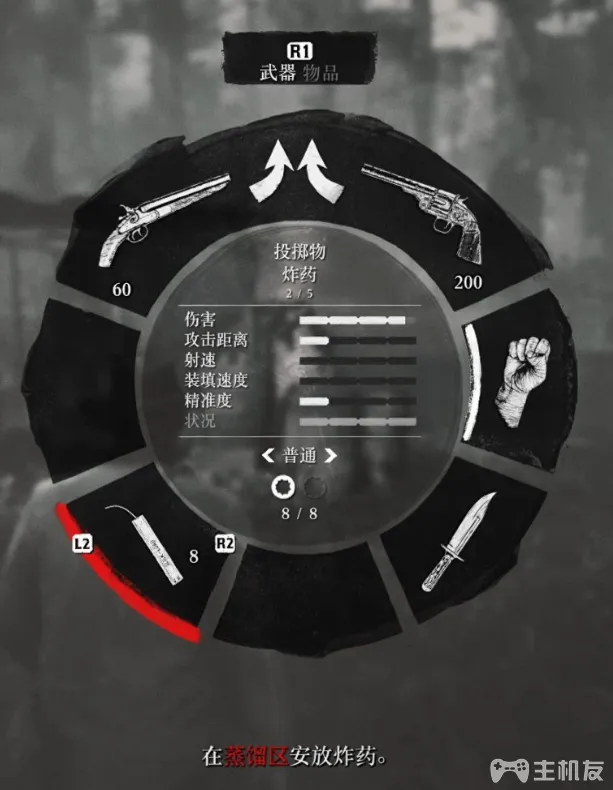 R1
武器 物品
60
200
投掷物
炸药
2 / 5
伤害
攻击距离
射速
装填速度
精准度
状况
普通
8 / 8
L2
8
R2
在蒸馏区安放炸药。
主机友